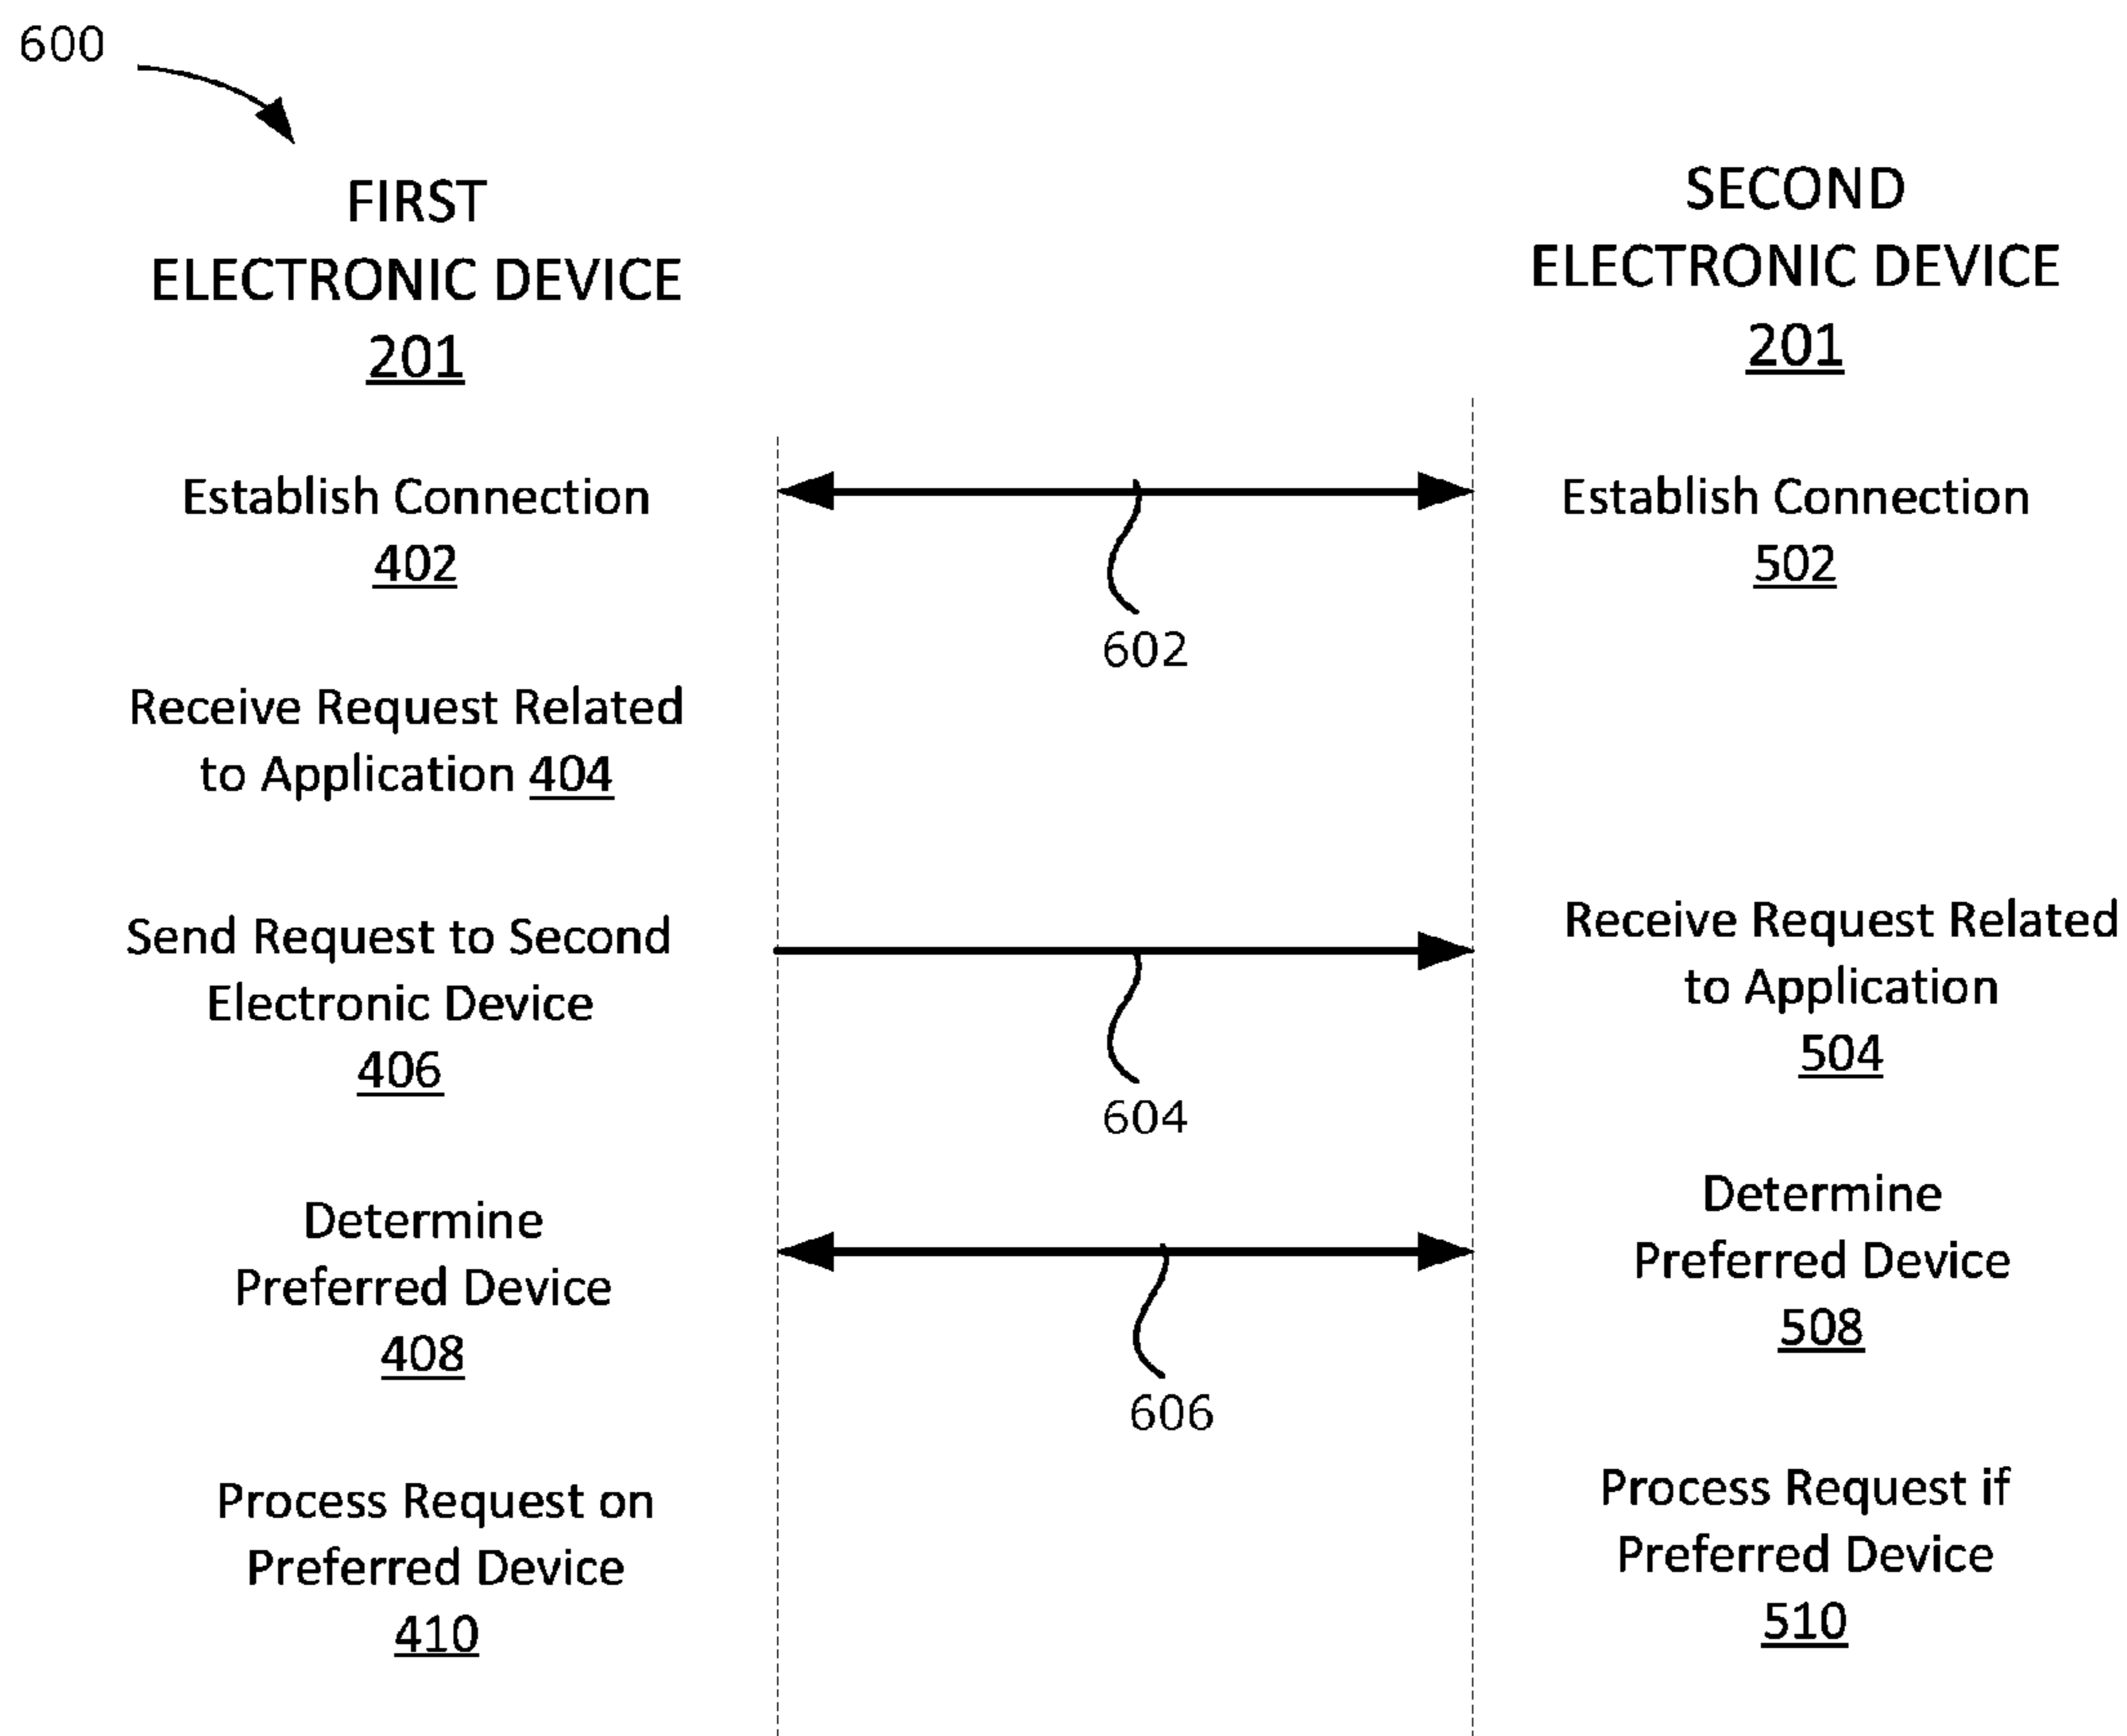 600
FIRST
ELECTRONIC DEVICE
201
SECOND
ELECTRONIC DEVICE
201
Establish Connection
402
602
Establish Connection
502
Receive Request Related
to Application 404
Send Request to Second
Electronic Device
406
604
Receive Request Related
to Application
504
Determine
Preferred Device
408
606
Determine
Preferred Device
508
Process Request on
Preferred Device
410
Process Request if
Preferred Device
510